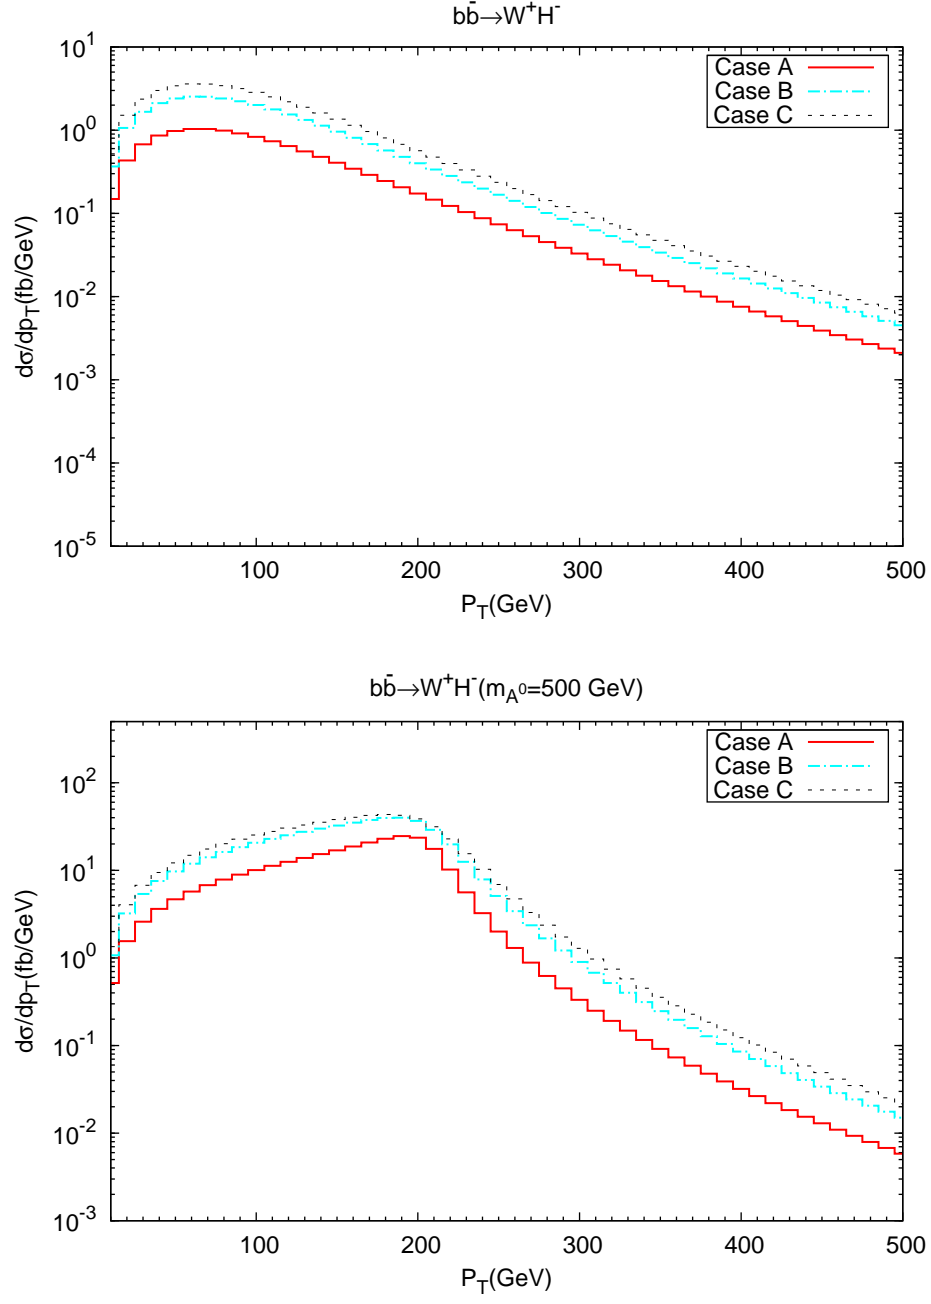 bb̄→W⁺H⁻
10¹
10⁰
10⁻¹
10⁻²
10⁻³
10⁻⁴
10⁻⁵
dσ/dp_T(fb/GeV)
Case A
Case B
Case C
100 200 300 400 500
P_T(GeV)
bb̄→W⁺H⁻(m_A⁰=500 GeV)
10²
10¹
10⁰
10⁻¹
10⁻²
10⁻³
dσ/dp_T(fb/GeV)
Case A
Case B
Case C
100 200 300 400 500
P_T(GeV)